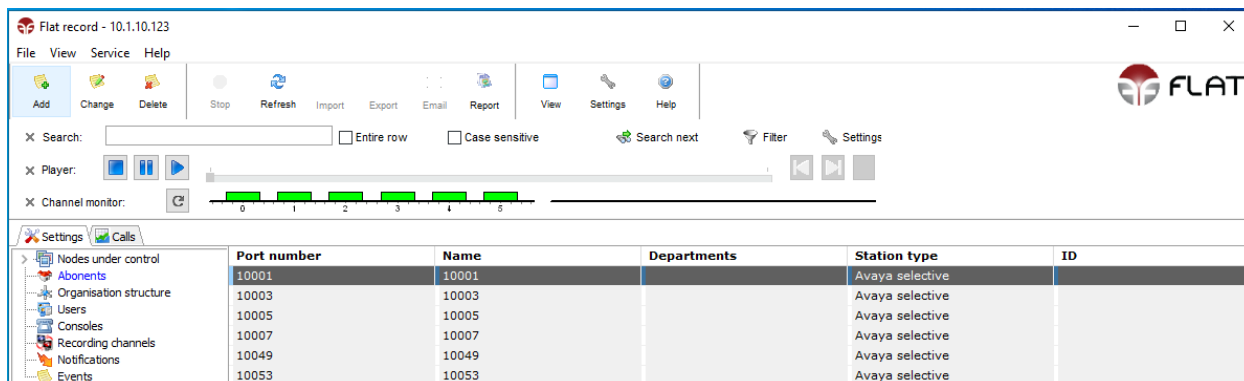 Flat record - 10.1.10.123
File View Service Help
Add Change Delete Stop Refresh Import Export Email Report View Settings Help
FLAT
Search: Entire row Case sensitive Search next Filter Settings
Player:
Channel monitor:
0 1 2 3 4 5
Settings Calls
Port number Name Departments Station type ID
Nodes under control
Abonents
Organisation structure
Users
Consoles
Recording channels
Notifications
Events
10001 10001 Avaya selective
10003 10003 Avaya selective
10005 10005 Avaya selective
10007 10007 Avaya selective
10049 10049 Avaya selective
10053 10053 Avaya selective